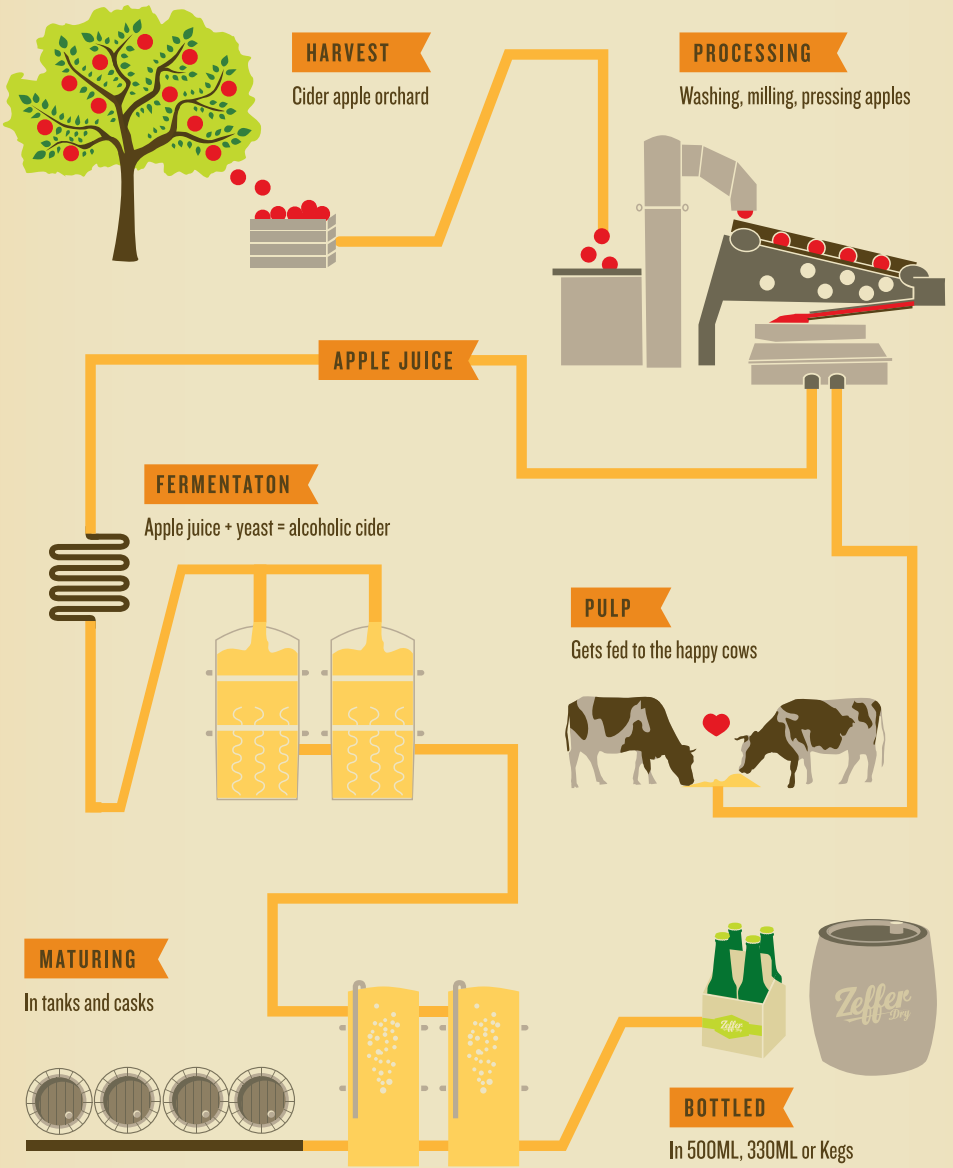 HARVEST
Cider apple orchard
PROCESSING
Washing, milling, pressing apples
APPLE JUICE
FERMENTATON
Apple juice + yeast = alcoholic cider
PULP
Gets fed to the happy cows
MATURING
In tanks and casks
Zeffer
Zeffer
Dry
BOTTLED
In 500ML, 330ML or Kegs